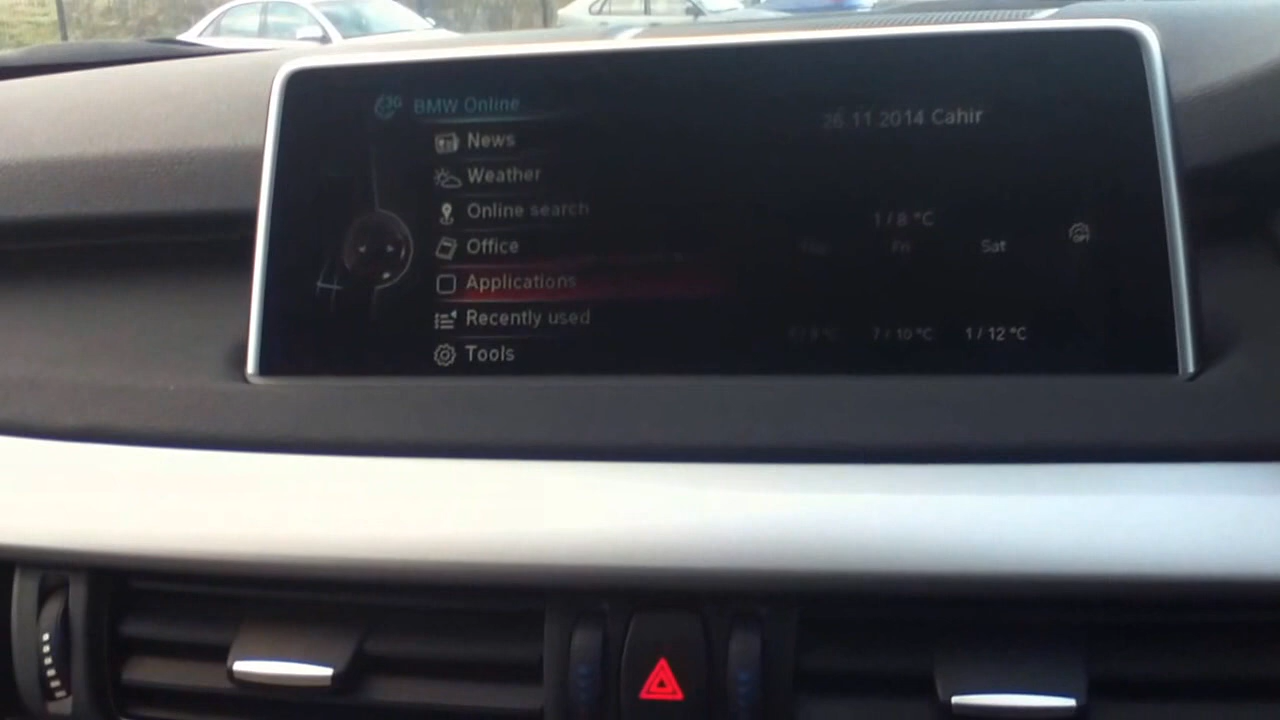 BMW Online
26.11.2014 Cahir
News
Weather
Online search
1 / 8 °C
Office
Fri
Sat
Applications
Recently used
7 / 10 °C
1 / 12 °C
Tools